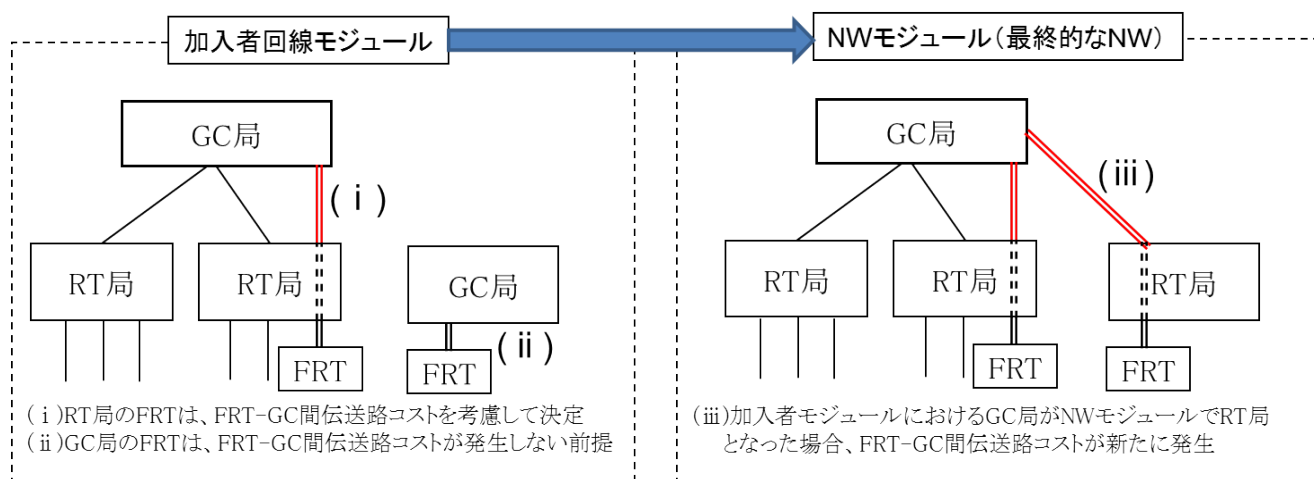 加入者回線モジュール
NWモジュール（最終的なNW）
GC局
(ⅰ)
RT局
RT局
GC局
FRT
FRT
(ⅱ)
(ⅰ)RT局のFRTは、FRT-GC間伝送路コストを考慮して決定
(ⅱ)GC局のFRTは、FRT-GC間伝送路コストが発生しない前提
GC局
(ⅲ)
RT局
RT局
RT局
FRT
FRT
(ⅲ)加入者モジュールにおけるGC局がNWモジュールでRT局
となった場合、FRT-GC間伝送路コストが新たに発生